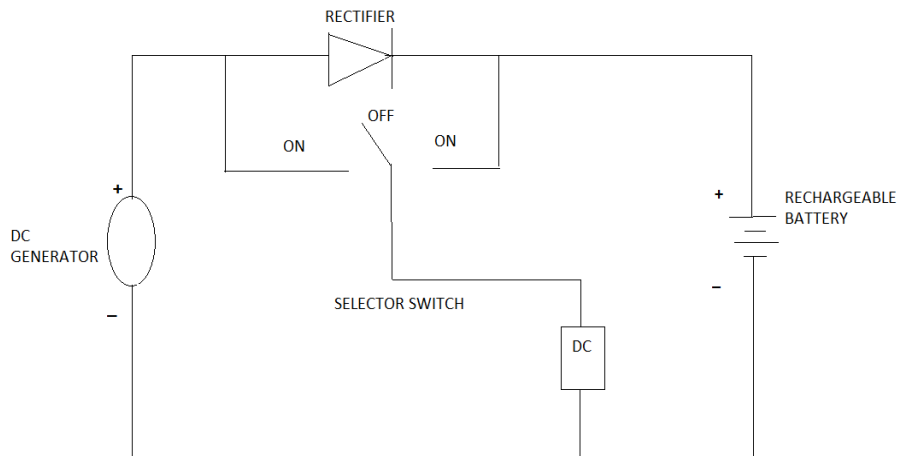 RECTIFIER
OFF
ON
ON
+
+
RECHARGEABLE
BATTERY
DC
GENERATOR
–
–
SELECTOR SWITCH
DC